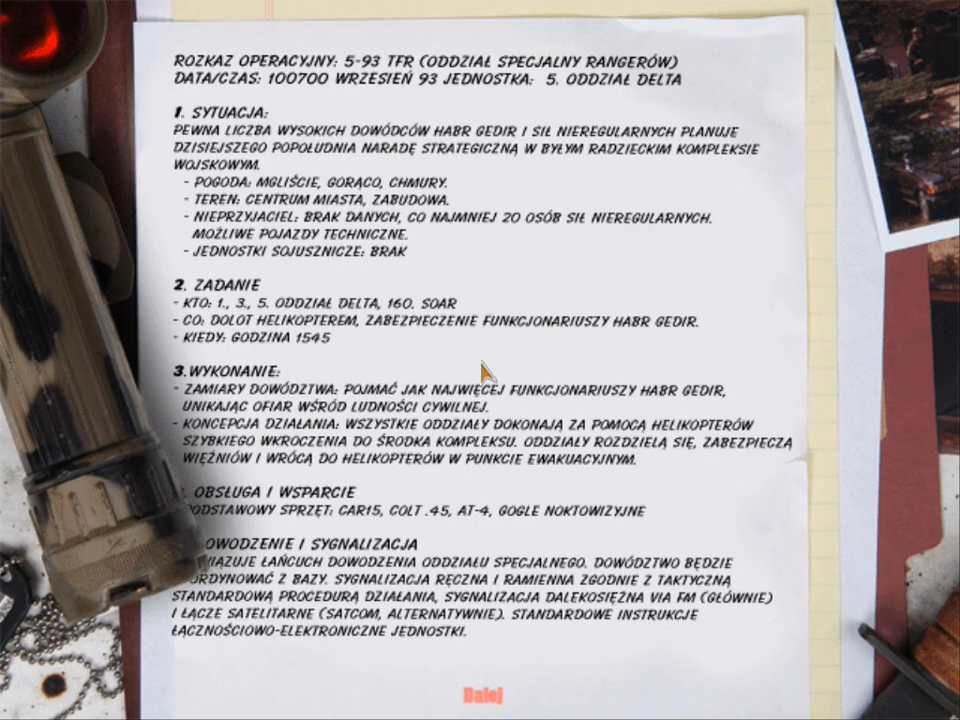 ROZKAZ OPERACYJNY: 5-93 TFR (ODDZIAŁ SPECJALNY RANGERÓW)
DATA/CZAS: 100700 WRZESIEŃ 93 JEDNOSTKA: 5. ODDZIAŁ DELTA
1. SYTUACJA:
PEWNA LICZBA WYSOKICH DOWÓDCÓW HABR GEDIR I SIŁ NIEREGULARNYCH PLANUJE
DZISIEJSZEGO POPOŁUDNIA NARADĘ STRATEGICZNĄ W BYŁYM RADZIECKIM KOMPLEKSIE
WOJSKOWYM.
- POGODA: MGLIŚCIE, GORĄCO, CHMURY.
- TEREN: CENTRUM MIASTA, ZABUDOWA.
- NIEPRZYJACIEL: BRAK DANYCH, CO NAJMNIEJ 20 OSÓB SIŁ NIEREGULARNYCH.
MOŻLIWE POJAZDY TECHNICZNE.
- JEDNOSTKI SOJUSZNICZE: BRAK
2. ZADANIE
- KTO: 1., 3., 5. ODDZIAŁ DELTA, 160. SOAR
- CO: DOLOT HELIKOPTEREM, ZABEZPIECZENIE FUNKCJONARIUSZY HABR GEDIR.
- KIEDY: GODZINA 1545
3.WYKONANIE:
- ZAMIARY DOWÓDZTWA: POJMAĆ JAK NAJWIĘCEJ FUNKCJONARIUSZY HABR GEDIR,
UNIKAJĄC OFIAR WŚRÓD LUDNOŚCI CYWILNEJ.
- KONCEPCJA DZIAŁANIA: WSZYSTKIE ODDZIAŁY DOKONAJĄ ZA POMOCĄ HELIKOPTERÓW
SZYBKIEGO WKROCZENIA DO ŚRODKA KOMPLEKSU. ODDZIAŁY ROZDZIELĄ SIĘ, ZABEZPIECZĄ
WIĘŹNIÓW I WRÓCĄ DO HELIKOPTERÓW W PUNKCIE EWAKUACYJNYM.
. OBSŁUGA I WSPARCIE
PODSTAWOWY SPRZĘT: CAR15, COLT .45, AT-4, GOGLE NOKTOWIZYJNE
OWODZENIE I SYGNALIZACJA
WIĄZUJE ŁAŃCUCH DOWODZENIA ODDZIAŁU SPECJALNEGO. DOWÓDZTWO BĘDZIE
ORDYNOWAĆ Z BAZY. SYGNALIZACJA RĘCZNA I RAMIENNA ZGODNIE Z TAKTYCZNĄ
STANDARDOWĄ PROCEDURĄ DZIAŁANIA, SYGNALIZACJA DALEKOSIĘŻNA VIA FM (GŁÓWNIE)
I ŁĄCZE SATELITARNE (SATCOM, ALTERNATYWNIE). STANDARDOWE INSTRUKCJE
ŁĄCZNOŚCIOWO-ELEKTRONICZNE JEDNOSTKI.
Dalej